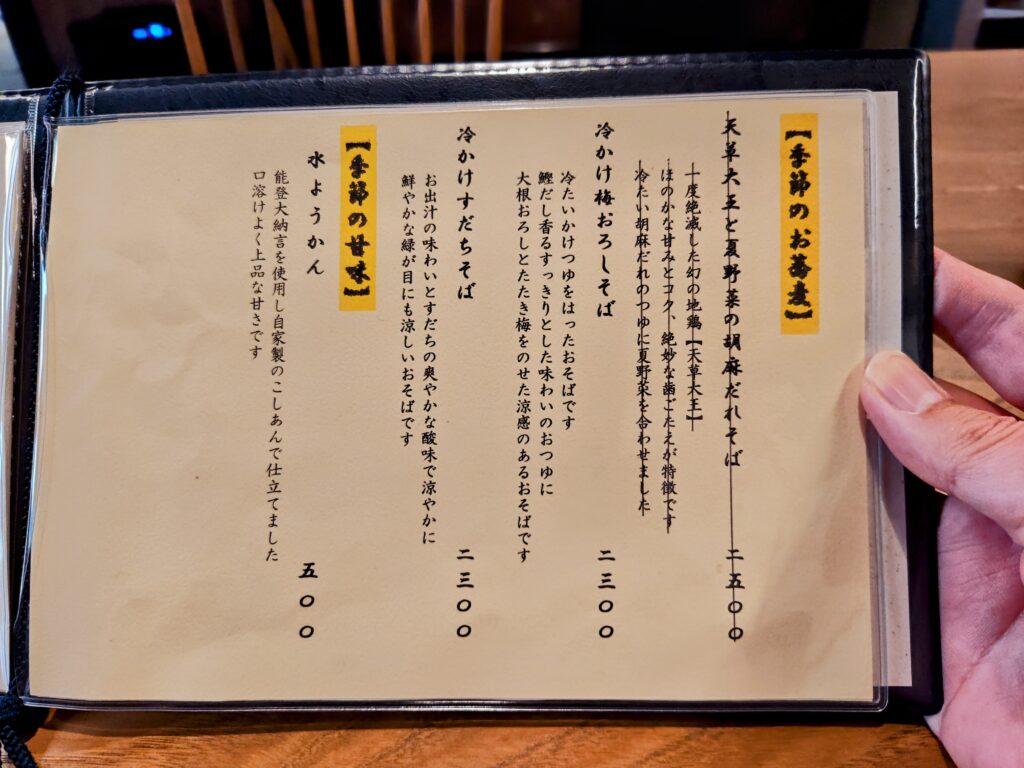 【季節のお蕎麦】
天草大王と夏野菜の胡麻だれそば 二五〇〇
一度絶滅した幻の地鶏【天草大王】
ほのかな甘みとコク、絶妙な歯ごたえが特徴です
冷たい胡麻だれのつゆに夏野菜を合わせました
冷かけ梅おろしそば 二三〇〇
冷たいかけつゆをはったおそばです
鰹だし香るすっきりとした味わいのおつゆに
大根おろしとたたき梅をのせた涼感のあるおそばです
冷かけすだちそば 二三〇〇
お出汁の味わいとすだちの爽やかな酸味で涼やかに
鮮やかな緑が目にも涼しいおそばです
【季節の甘味】
水ようかん 五〇〇
能登大納言を使用し自家製のこしあんで仕立てました
口溶けよく上品な甘さです